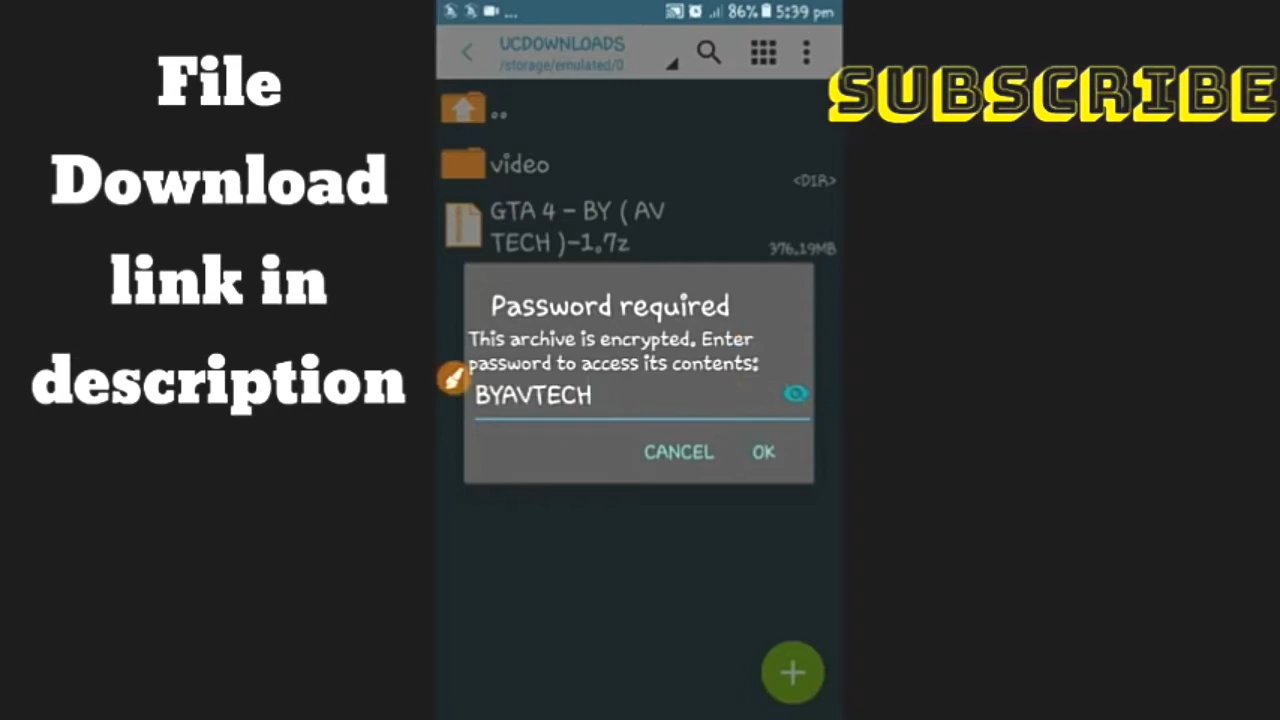 File
Download
link in
description
... 86% 5:39 pm
UCDOWNLOADS
/storage/emulated/0
..
video
<DIR>
GTA 4 - BY ( AV
TECH )-1.7z
376.19MB
Password required
This archive is encrypted. Enter
password to access its contents:
BYAVTECH
CANCEL OK
SUBSCRIBE